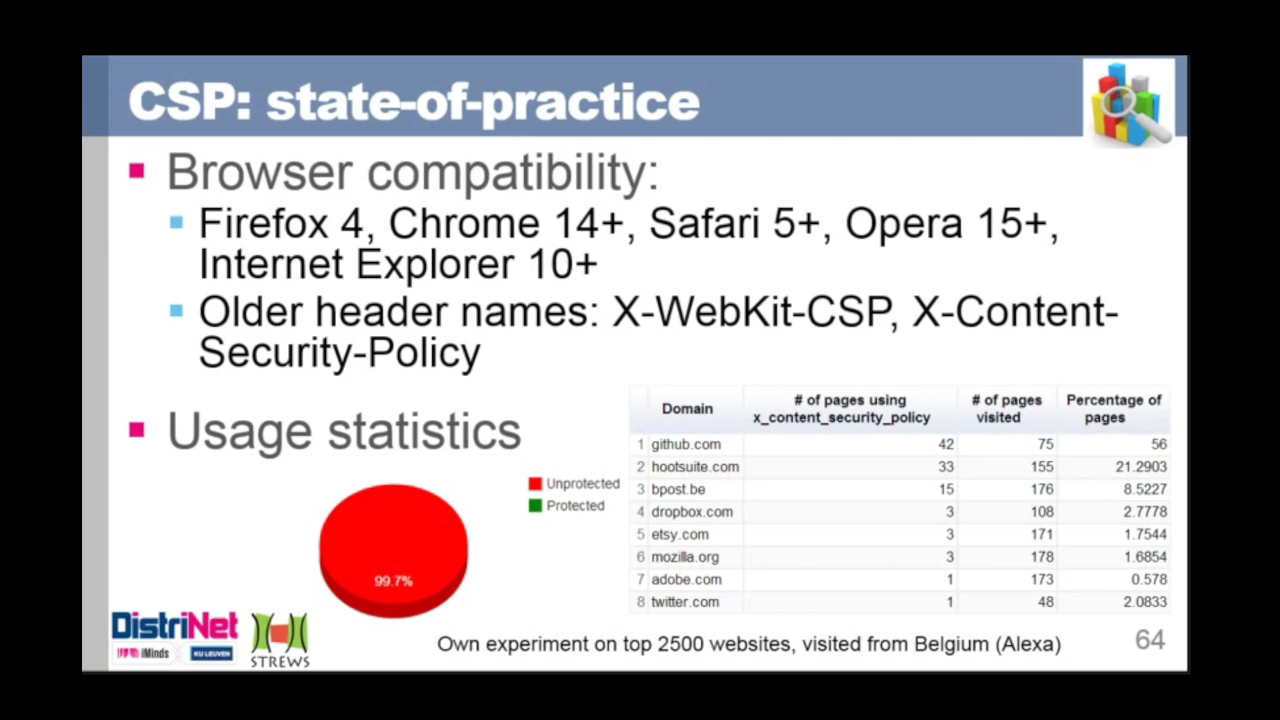 CSP: state-of-practice
Browser compatibility:
Firefox 4, Chrome 14+, Safari 5+, Opera 15+,
Internet Explorer 10+
Older header names: X-WebKit-CSP, X-Content-
Security-Policy
Usage statistics
Unprotected
Protected
99.7%
Domain # of pages using x_content_security_policy # of pages visited Percentage of pages
1 github.com 42 75 56
2 hootsuite.com 33 155 21.2903
3 bpost.be 15 176 8.5227
4 dropbox.com 3 108 2.7778
5 etsy.com 3 171 1.7544
6 mozilla.org 3 178 1.6854
7 adobe.com 1 173 0.578
8 twitter.com 1 48 2.0833
DistriNet
iMinds KU LEUVEN
STREWS
Own experiment on top 2500 websites, visited from Belgium (Alexa)
64